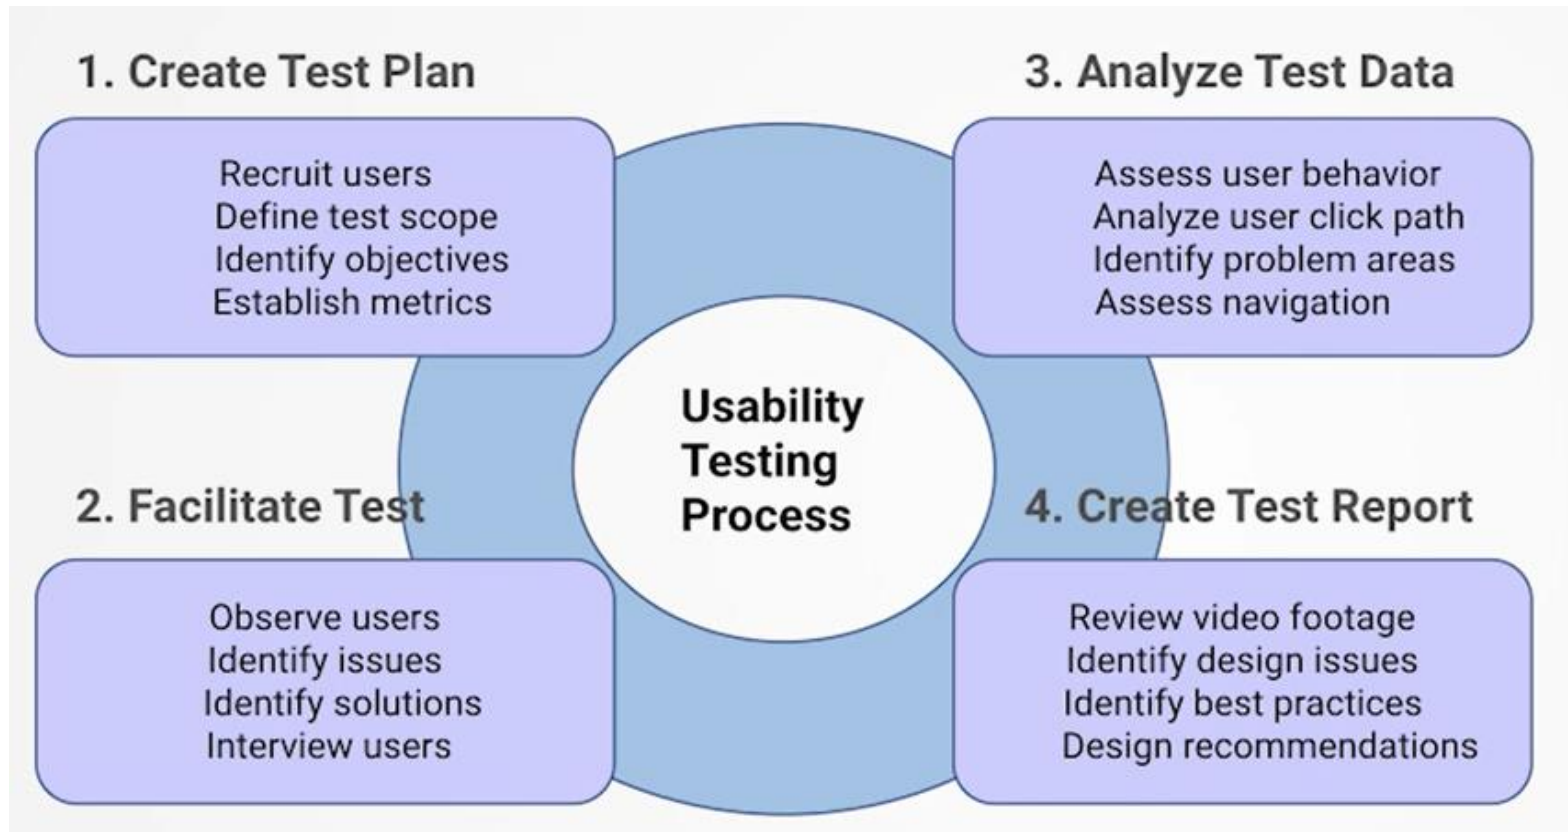 1. Create Test Plan
Recruit users
Define test scope
Identify objectives
Establish metrics
2. Facilitate Test
Observe users
Identify issues
Identify solutions
Interview users
Usability
Testing
Process
3. Analyze Test Data
Assess user behavior
Analyze user click path
Identify problem areas
Assess navigation
4. Create Test Report
Review video footage
Identify design issues
Identify best practices
Design recommendations